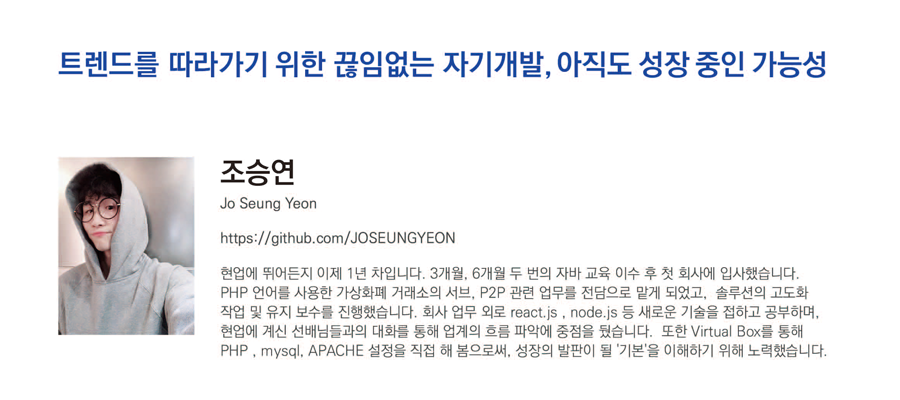 트렌드를 따라가기 위한 끊임없는 자기개발, 아직도 성장 중인 가능성
조승연
Jo Seung Yeon
https://github.com/JOSEUNGYEON
현업에 뛰어든지 이제 1년 차입니다. 3개월, 6개월 두 번의 자바 교육 이수 후 첫 회사에 입사했습니다.
PHP 언어를 사용한 가상화폐 거래소의 서브, P2P 관련 업무를 전담으로 맡게 되었고, 솔루션의 고도화
작업 및 유지 보수를 진행했습니다. 회사 업무 외로 react.js , node.js 등 새로운 기술을 접하고 공부하며,
현업에 계신 선배님들과의 대화를 통해 업계의 흐름 파악에 중점을 뒀습니다. 또한 Virtual Box를 통해
PHP , mysql, APACHE 설정을 직접 해 봄으로써, 성장의 발판이 될 '기본'을 이해하기 위해 노력했습니다.